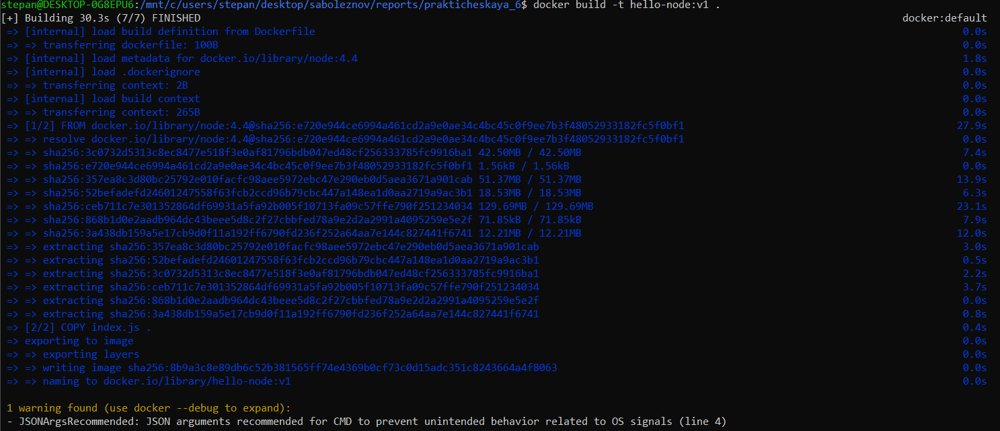 stepan@DESKTOP-0G8EPU6:/mnt/c/users/stepan/desktop/saboleznov/reports/prakticheskaya_6$ docker build -t hello-node:v1 .
[+] Building 30.3s (7/7) FINISHED docker:default
=> [internal] load build definition from Dockerfile 0.0s
=> => transferring dockerfile: 100B 0.0s
=> [internal] load metadata for docker.io/library/node:4.4 1.8s
=> [internal] load .dockerignore 0.0s
=> => transferring context: 2B 0.0s
=> [internal] load build context 0.0s
=> => transferring context: 265B 0.0s
=> [1/2] FROM docker.io/library/node:4.4@sha256:e720e944ce6994a461cd2a9e0ae34c4bc45c0f9ee7b3f48052933182fc5f0bf1 27.9s
=> => resolve docker.io/library/node:4.4@sha256:e720e944ce6994a461cd2a9e0ae34c4bc45c0f9ee7b3f48052933182fc5f0bf1 0.0s
=> => sha256:3c0732d5313c8ec8477e518f3e0af81796bdb047ed48cf256333785fc9916ba1 42.50MB / 42.50MB 7.4s
=> => sha256:e720e944ce6994a461cd2a9e0ae34c4bc45c0f9ee7b3f48052933182fc5f0bf1 1.56kB / 1.56kB 0.0s
=> => sha256:357ea8c3d80bc25792e010facfc98aee5972ebc47e290eb0d5aea3671a901cab 51.37MB / 51.37MB 13.9s
=> => sha256:52befadefd24601247558f63fcb2ccd96b79cbc447a148ea1d0aa2719a9ac3b1 18.53MB / 18.53MB 6.3s
=> => sha256:ceb711c7e301352864df69931a5fa92b005f10713fa09c57ffe790f251234034 129.69MB / 129.69MB 23.1s
=> => sha256:868b1d0e2aadb964dc43beee5d8c2f27cbbfed78a9e2d2a2991a4095259e5e2f 71.85kB / 71.85kB 7.9s
=> => sha256:3a438db159a5e17cb9d0f11a192ff6790fd236f252a64aa7e144c827441f6741 12.21MB / 12.21MB 12.0s
=> => extracting sha256:357ea8c3d80bc25792e010facfc98aee5972ebc47e290eb0d5aea3671a901cab 3.0s
=> => extracting sha256:52befadefd24601247558f63fcb2ccd96b79cbc447a148ea1d0aa2719a9ac3b1 0.5s
=> => extracting sha256:3c0732d5313c8ec8477e518f3e0af81796bdb047ed48cf256333785fc9916ba1 2.2s
=> => extracting sha256:ceb711c7e301352864df69931a5fa92b005f10713fa09c57ffe790f251234034 3.7s
=> => extracting sha256:868b1d0e2aadb964dc43beee5d8c2f27cbbfed78a9e2d2a2991a4095259e5e2f 0.0s
=> => extracting sha256:3a438db159a5e17cb9d0f11a192ff6790fd236f252a64aa7e144c827441f6741 0.8s
=> [2/2] COPY index.js . 0.4s
=> exporting to image 0.0s
=> => exporting layers 0.0s
=> => writing image sha256:8b9a3c8e89db6c52b381565ff74e4369b0cf73c0d15adc351c8243664a4f8063 0.0s
=> => naming to docker.io/library/hello-node:v1 0.0s
1 warning found (use docker --debug to expand):
- JSONArgsRecommended: JSON arguments recommended for CMD to prevent unintended behavior related to OS signals (line 4)